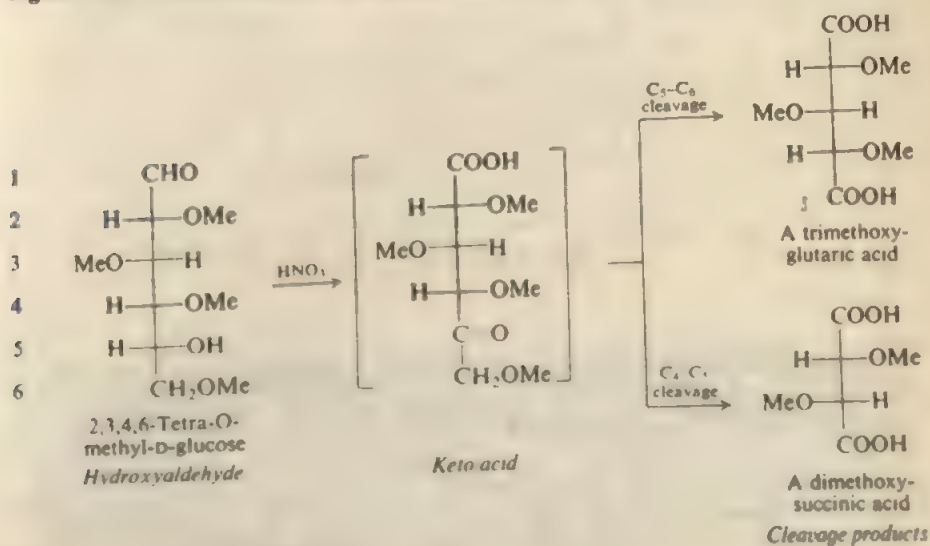 1
2
3
4
5
6
CHO
H OMe
MeO H
H OMe
H OH
CH₂OMe
2,3,4,6-Tetra-O-
methyl-D-glucose
Hydroxyaldehyde
HNO₃
COOH
H OMe
MeO H
H OMe
C O
CH₂OMe
Keto acid
C₅–C₆
cleavage
COOH
H OMe
MeO H
H OMe
COOH
A trimethoxy-
glutaric acid
cleavage
COOH
H OMe
MeO H
COOH
A dimethoxy-
succinic acid
Cleavage products